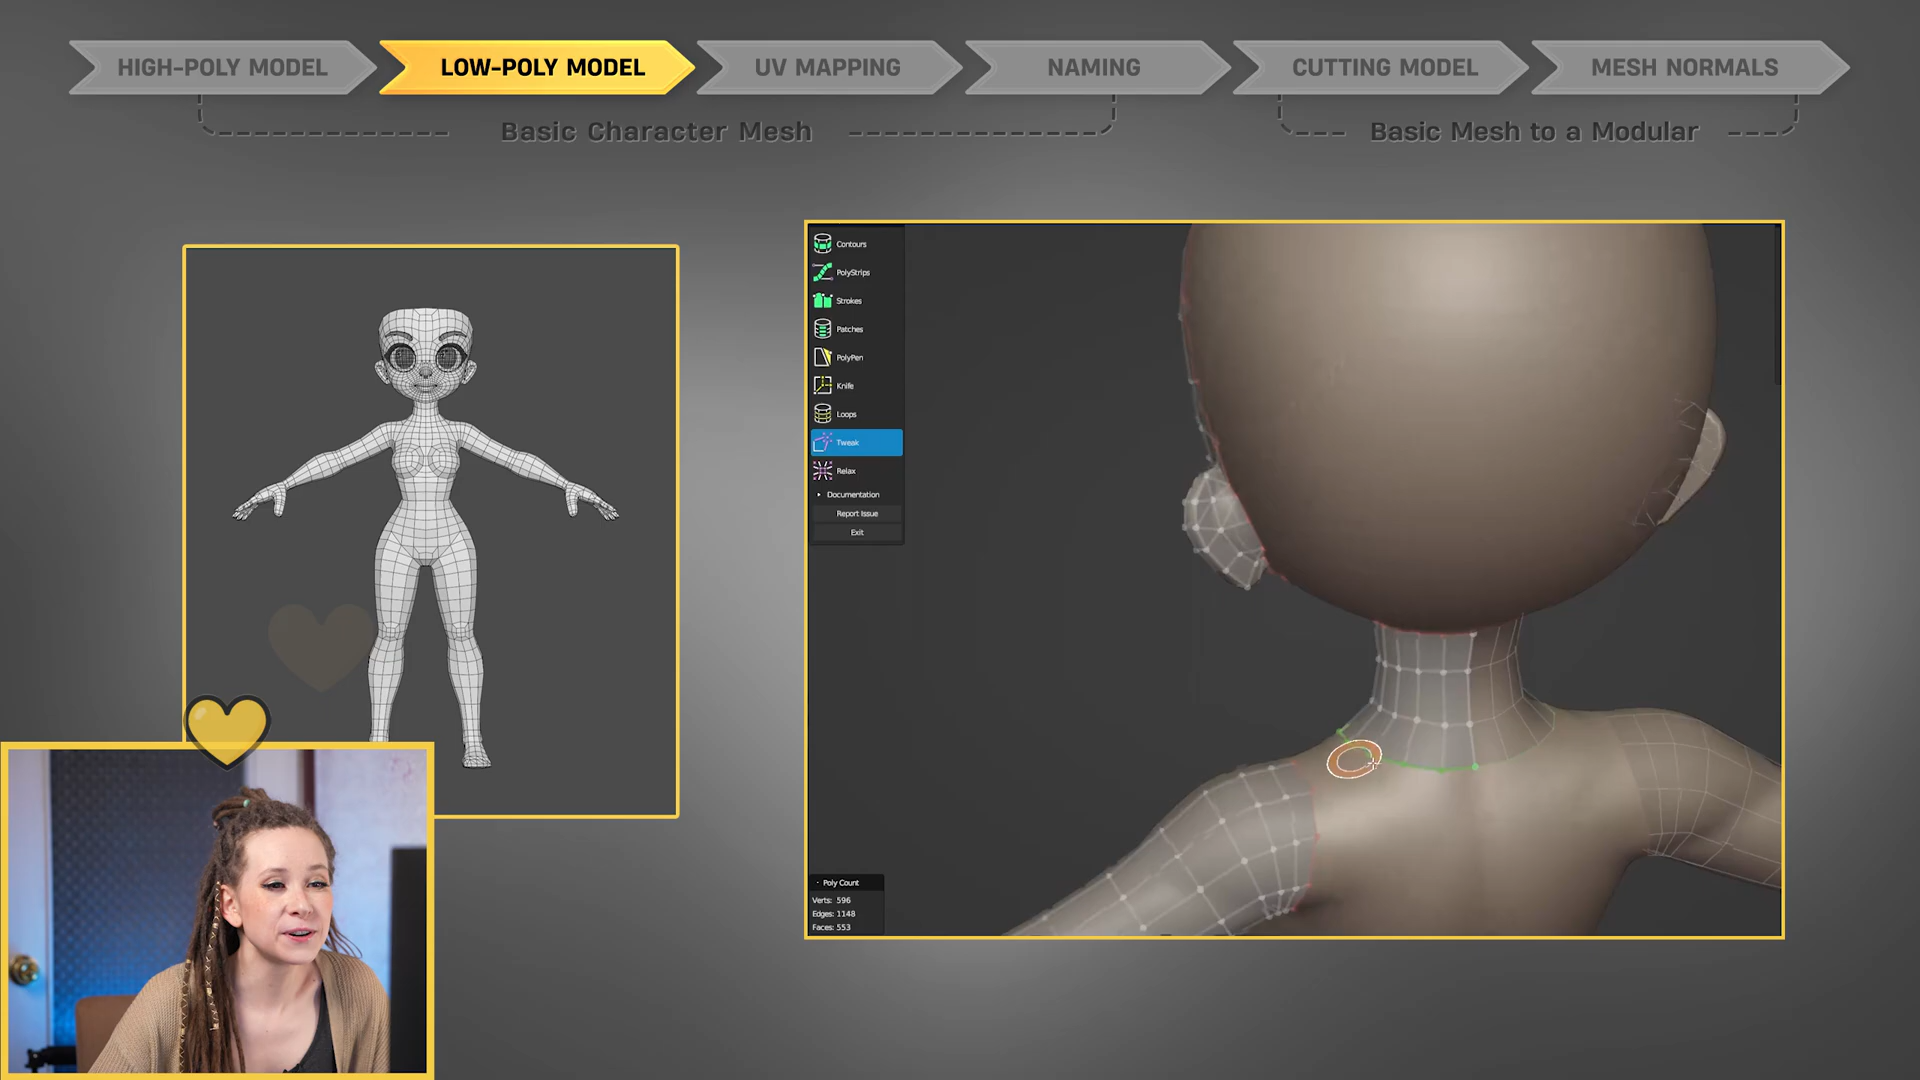 HIGH-POLY MODEL
LOW-POLY MODEL
UV MAPPING
NAMING
CUTTING MODEL
MESH NORMALS
Basic Character Mesh
Basic Mesh to a Modular
Contours
PolyStrips
Strokes
Patches
PolyPen
Knife
Loops
Tweak
Relax
Documentation
Report Issue
Exit
Poly Count
Verts: 596
Edges: 1148
Faces: 553